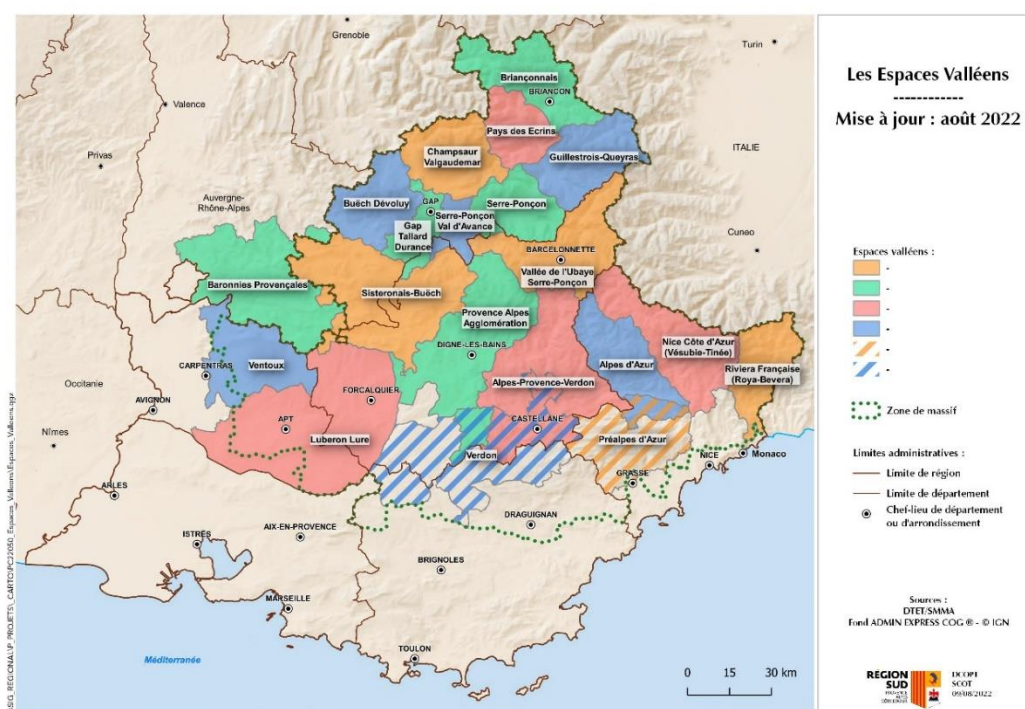 Grenoble
Turin
Valence
Privas
Briançonnais
BRIANCON
Pays des Ecrins
Champsaur
Valgaudemar
Guillestrois-Queyras
ITALIE
Auvergne-
Rhône-Alpes
Buëch Dévoluy
GAP
Serre-Ponçon
Serre-Ponçon
Val d'Avance
Gap
Tallard
Durance
Cuneo
BARCELONNETTE
Vallée de l'Ubaye
Serre-Ponçon
Baronnies Provençales
Sisteronais-Buëch
Provence Alpes
Agglomération
DIGNE-LES-BAINS
Nice Côte d'Azur
(Vésubie-Tinée)
Alpes d'Azur
Riviera Française
(Roya-Bevera)
Ventoux
CARPENTRAS
FORCALQUIER
Alpes-Provence-Verdon
Occitanie
AVIGNON
APT
CASTELLANE
Luberon Lure
Verdon
Préalpes d'Azur
Nîmes
GRASSE
NICE
Monaco
ARLES
DRAGUIGNAN
AIX-EN-PROVENCE
ISTRES
BRIGNOLES
MARSEILLE
TOULON
Méditerranée
0 15 30 km
Les Espaces Valléens
------------
Mise à jour : août 2022
Espaces valléens :
-
-
-
-
-
-
Zone de massif
Limites administratives :
Limite de région
Limite de département
Chef-lieu de département
ou d'arrondissement
Sources :
DTET/SMMA
Fond ADMIN EXPRESS COG ® - © IGN
RÉGION
SUD
PROVENCE
ALPES
CÔTE D'AZUR
DCOPT
SCOT
09/08/2022